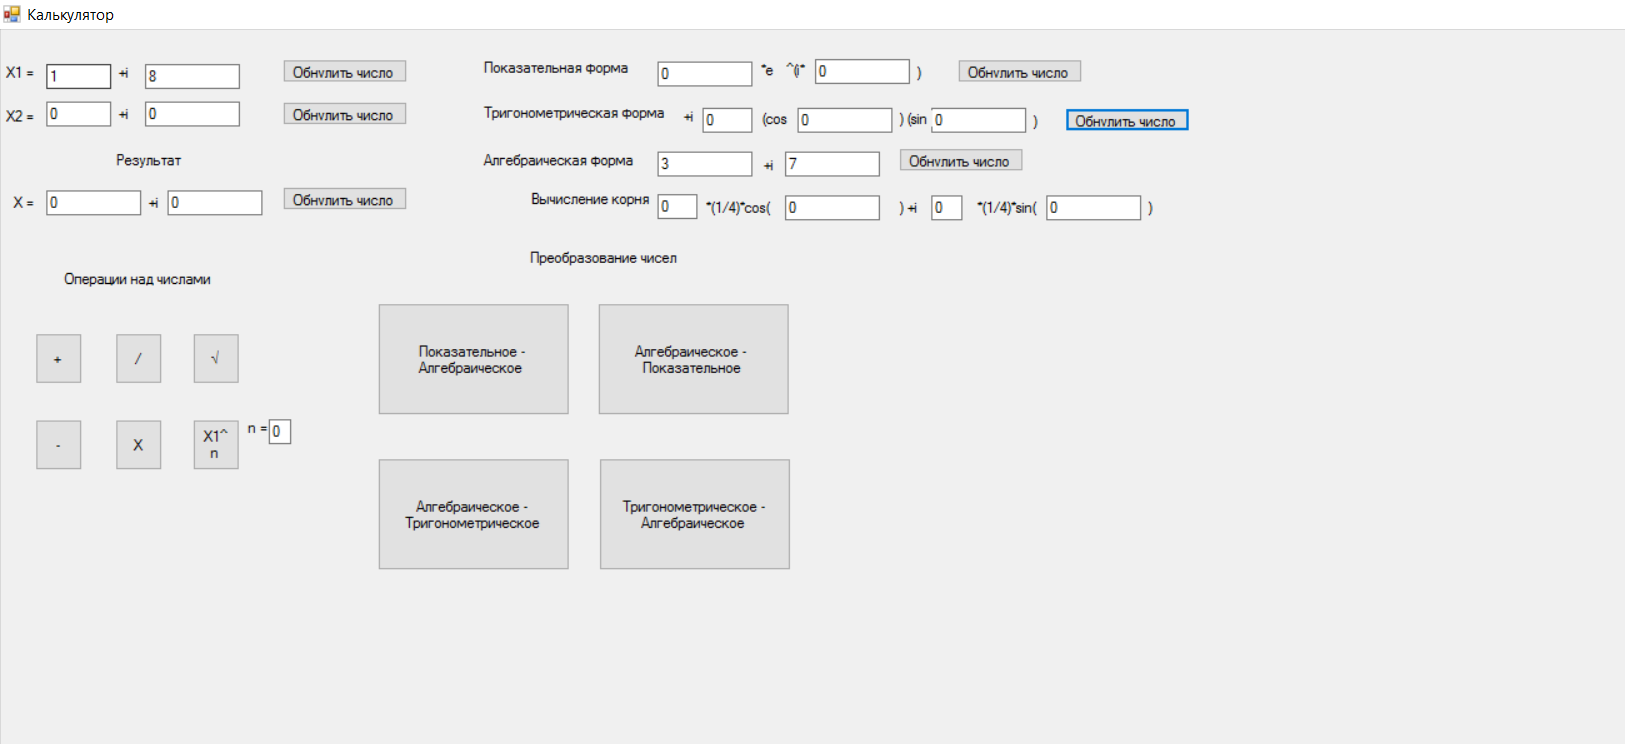 Калькулятор
X1 = 1 +i 8 Обнулить число
X2 = 0 +i 0 Обнулить число
Результат
X = 0 +i 0 Обнулить число
Показательная форма 0 *e ^(i* 0 ) Обнулить число
Тригонометрическая форма +i 0 (cos 0 ) (sin 0 ) Обнулить число
Алгебраическая форма 3 +i 7 Обнулить число
Вычисление корня 0 *(1/4)*cos( 0 ) +i 0 *(1/4)*sin( 0 )
Операции над числами
+ / √
- X X1^
n
n = 0
Преобразование чисел
Показательное -
Алгебраическое
Алгебраическое -
Показательное
Алгебраическое -
Тригонометрическое
Тригонометрическое -
Алгебраическое